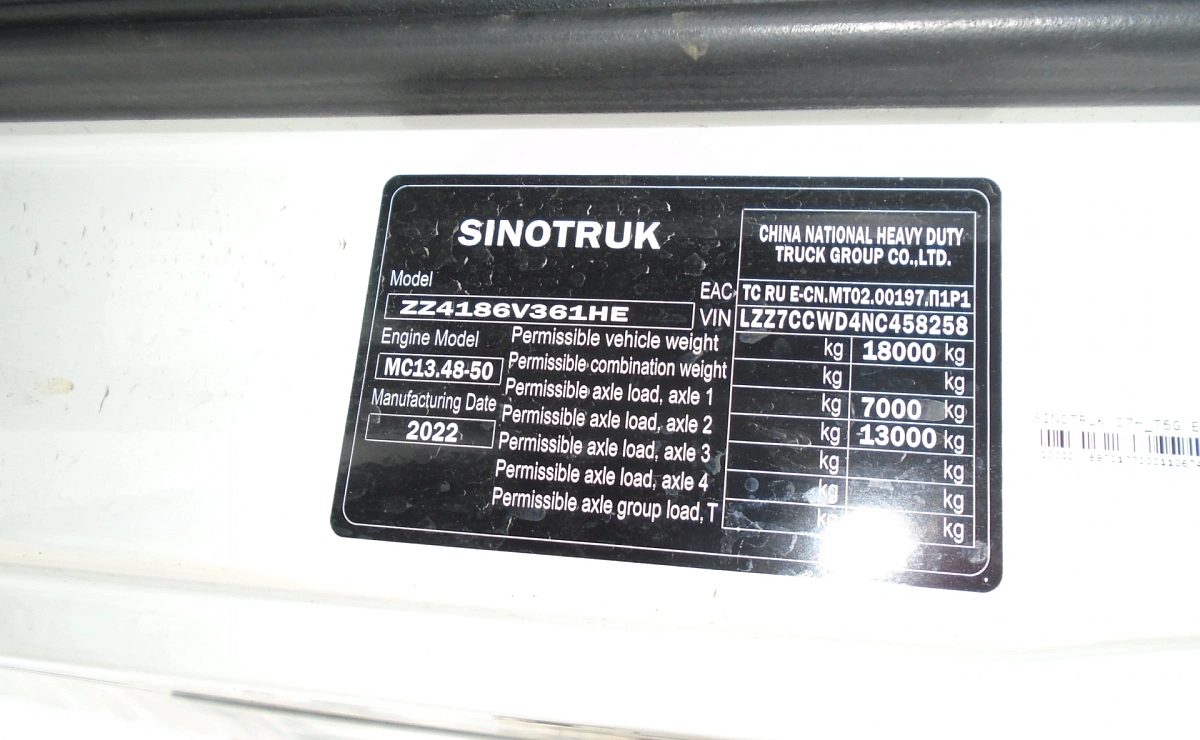 SINOTRUK
CHINA NATIONAL HEAVY DUTY
TRUCK GROUP CO.,LTD.
Model
ZZ4186V361HE
EAC TC RU E-CN.MT02.00197.П1P1
VIN LZZ7CCWD4NC458258
Engine Model
MC13.48-50
Manufacturing Date
2022
Permissible vehicle weight kg 18000 kg
Permissible combination weight kg kg
Permissible axle load, axle 1 kg 7000 kg
Permissible axle load, axle 2 kg 13000 kg
Permissible axle load, axle 3 kg kg
Permissible axle load, axle 4 kg kg
Permissible axle group load, T kg kg
SINOTRUK